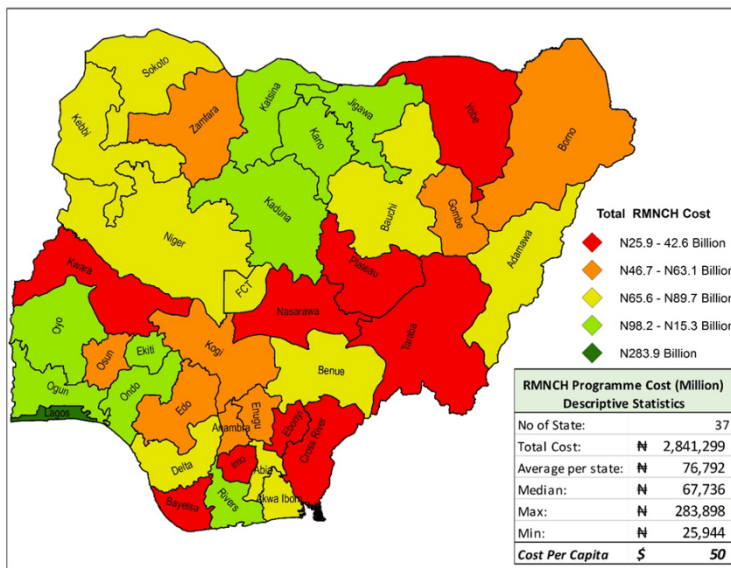 Sokoto
Katsina
Jigawa
Yobe
Borno
Kebbi
Zamfara
Kano
Kaduna
Bauchi
Gombe
Adamawa
Niger
Kwara
FCT
Plateau
Nasarawa
Taraba
Oyo
Osun
Ekiti
Kogi
Benue
Ogun
Ondo
Edo
Enugu
Anambra
Ebonyi
Cross River
Lagos
Delta
Imo
Abia
Bayelsa
Rivers
Akwa Ibom
Total RMNCH Cost
N25.9 - 42.6 Billion
N46.7 - N63.1 Billion
N65.6 - N89.7 Billion
N98.2 - N15.3 Billion
N283.9 Billion
RMNCH Programme Cost (Million)
Descriptive Statistics
No of State: 37
Total Cost: ₦ 2,841,299
Average per state: ₦ 76,792
Median: ₦ 67,736
Max: ₦ 283,898
Min: ₦ 25,944
Cost Per Capita $ 50